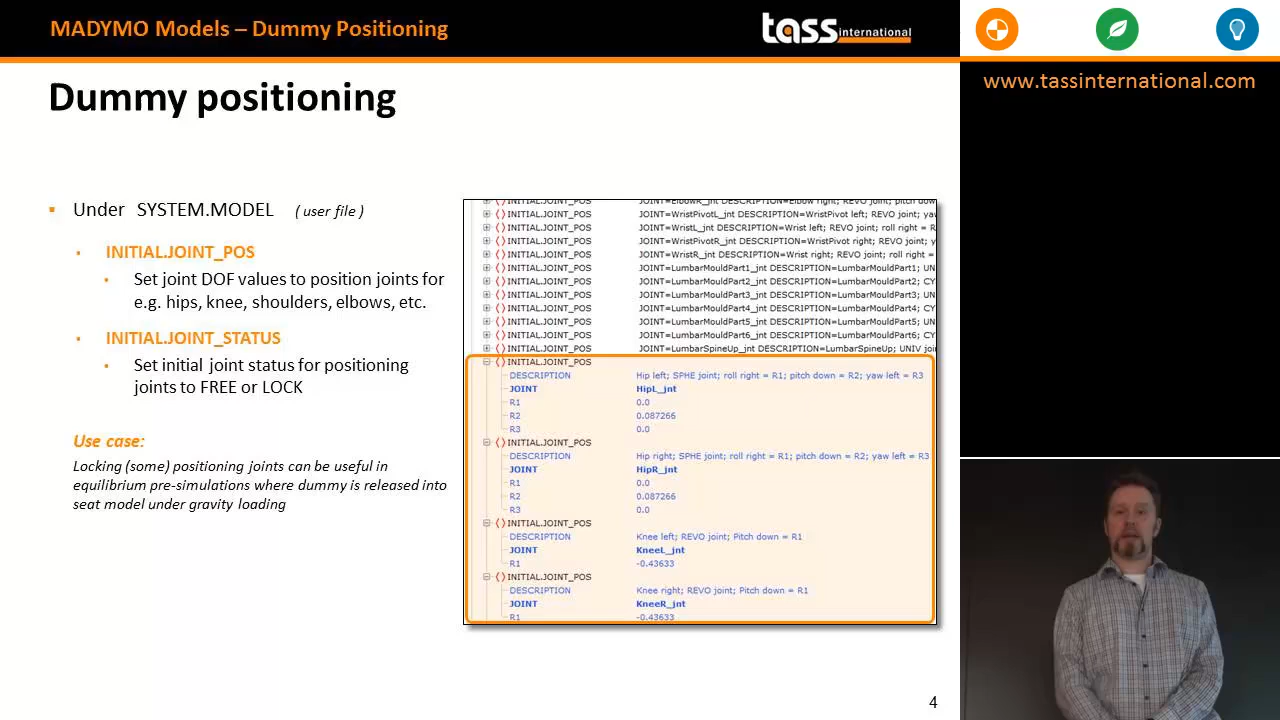 MADYMO Models – Dummy Positioning
tass international
www.tassinternational.com
Dummy positioning
Under SYSTEM.MODEL ( user file )
INITIAL.JOINT_POS
Set joint DOF values to position joints for
e.g. hips, knee, shoulders, elbows, etc.
INITIAL.JOINT_STATUS
Set initial joint status for positioning
joints to FREE or LOCK
Use case:
Locking (some) positioning joints can be useful in
equilibrium pre-simulations where dummy is released into
seat model under gravity loading
INITIAL.JOINT_POS JOINT=ElbowR_jnt DESCRIPTION=Elbow right; REVO joint; pitch dow
INITIAL.JOINT_POS JOINT=WristPivotL_jnt DESCRIPTION=WristPivot left; REVO joint; yaw
INITIAL.JOINT_POS JOINT=WristL_jnt DESCRIPTION=Wrist left; REVO joint; roll right = R
INITIAL.JOINT_POS JOINT=WristPivotR_jnt DESCRIPTION=WristPivot right; REVO joint; y
INITIAL.JOINT_POS JOINT=WristR_jnt DESCRIPTION=Wrist right; REVO joint; roll right =
INITIAL.JOINT_POS JOINT=LumbarMouldPart1_jnt DESCRIPTION=LumbarMouldPart1; UN
INITIAL.JOINT_POS JOINT=LumbarMouldPart2_jnt DESCRIPTION=LumbarMouldPart2; CY
INITIAL.JOINT_POS JOINT=LumbarMouldPart3_jnt DESCRIPTION=LumbarMouldPart3; UN
INITIAL.JOINT_POS JOINT=LumbarMouldPart4_jnt DESCRIPTION=LumbarMouldPart4; CY
INITIAL.JOINT_POS JOINT=LumbarMouldPart5_jnt DESCRIPTION=LumbarMouldPart5; UN
INITIAL.JOINT_POS JOINT=LumbarMouldPart6_jnt DESCRIPTION=LumbarMouldPart6; CY
INITIAL.JOINT_POS JOINT=LumbarSpineUp_jnt DESCRIPTION=LumbarSpineUp; UNIV joi
INITIAL.JOINT_POS
DESCRIPTION Hip left; SPHE joint; roll right = R1; pitch down = R2; yaw left = R3
JOINT HipL_jnt
R1 0.0
R2 0.087266
R3 0.0
INITIAL.JOINT_POS
DESCRIPTION Hip right; SPHE joint; roll right = R1; pitch down = R2; yaw left = R3
JOINT HipR_jnt
R1 0.0
R2 0.087266
R3 0.0
INITIAL.JOINT_POS
DESCRIPTION Knee left; REVO joint; Pitch down = R1
JOINT KneeL_jnt
R1 -0.43633
INITIAL.JOINT_POS
DESCRIPTION Knee right; REVO joint; Pitch down = R1
JOINT KneeR_jnt
R1 -0.43633
4